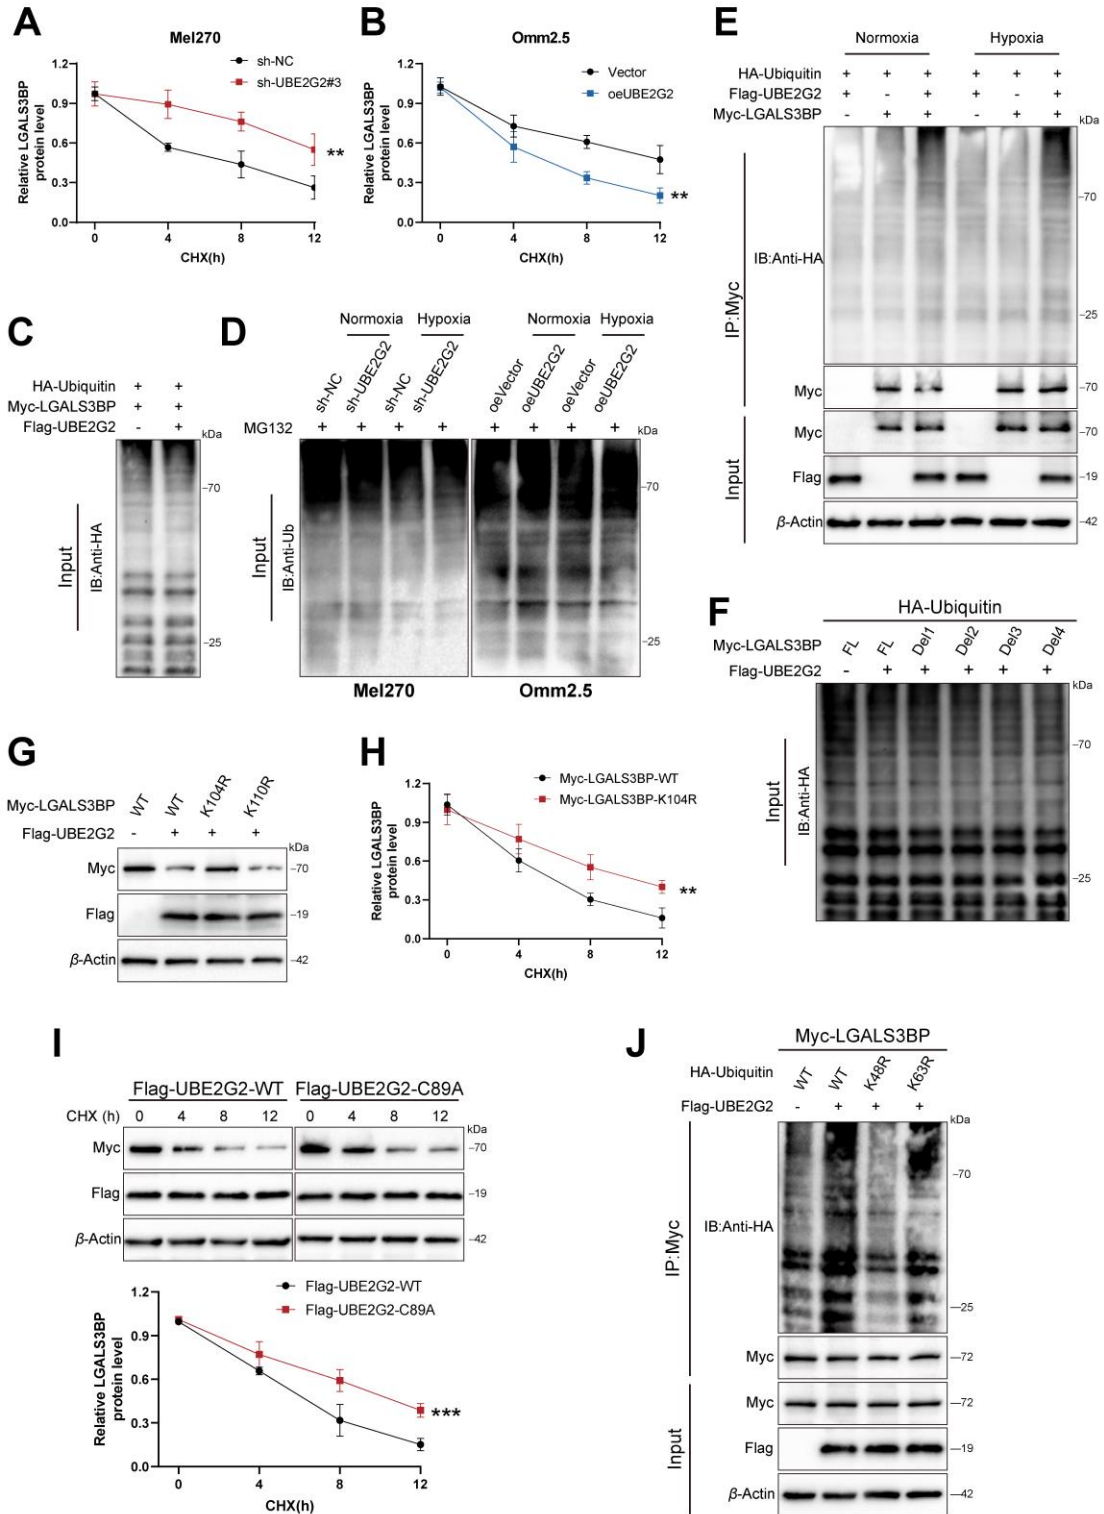 A
Mel270
sh-NC
sh-UBE2G2#3
Relative LGALS3BP
protein level
1.2
0.9
0.6
0.3
0.0
**
0 4 8 12
CHX(h)
B
Omm2.5
Vector
oeUBE2G2
Relative LGALS3BP
protein level
1.2
0.9
0.6
0.3
0.0
**
0 4 8 12
CHX(h)
C
HA-Ubiquitin + +
Myc-LGALS3BP + +
Flag-UBE2G2 - +
kDa
-70
-25
Input
IB:Anti-HA
D
Normoxia Hypoxia Normoxia Hypoxia
sh-NC sh-UBE2G2 sh-NC sh-UBE2G2 oeVector oeUBE2G2 oeVector oeUBE2G2
MG132 + + + + + + + +
kDa
-70
-25
Input
IB:Anti-Ub
Mel270 Omm2.5
E
Normoxia Hypoxia
HA-Ubiquitin + + + + + +
Flag-UBE2G2 + - + + - +
Myc-LGALS3BP - + + - + +
kDa
-70
IB:Anti-HA
-25
IP:Myc
Myc -70
Myc -70
Flag -19
β-Actin -42
Input
F
HA-Ubiquitin
Myc-LGALS3BP FL FL Del1 Del2 Del3 Del4
Flag-UBE2G2 - + + + + +
kDa
-70
-25
Input
IB:Anti-HA
G
Myc-LGALS3BP WT WT K104R K110R
Flag-UBE2G2 - + + +
kDa
Myc -70
Flag -19
β-Actin -42
H
Myc-LGALS3BP-WT
Myc-LGALS3BP-K104R
Relative LGALS3BP
protein level
1.2
0.9
0.6
0.3
0.0
**
0 4 8 12
CHX(h)
I
Flag-UBE2G2-WT Flag-UBE2G2-C89A
CHX (h) 0 4 8 12 0 4 8 12
kDa
Myc -70
Flag -19
β-Actin -42
Flag-UBE2G2-WT
Flag-UBE2G2-C89A
Relative LGALS3BP
protein level
1.2
0.9
0.6
0.3
0.0
***
0 4 8 12
CHX(h)
J
Myc-LGALS3BP
HA-Ubiquitin WT WT K48R K63R
Flag-UBE2G2 - + + +
kDa
-70
IB:Anti-HA
-25
IP:Myc
Myc -72
Myc -72
Flag -19
β-Actin -42
Input